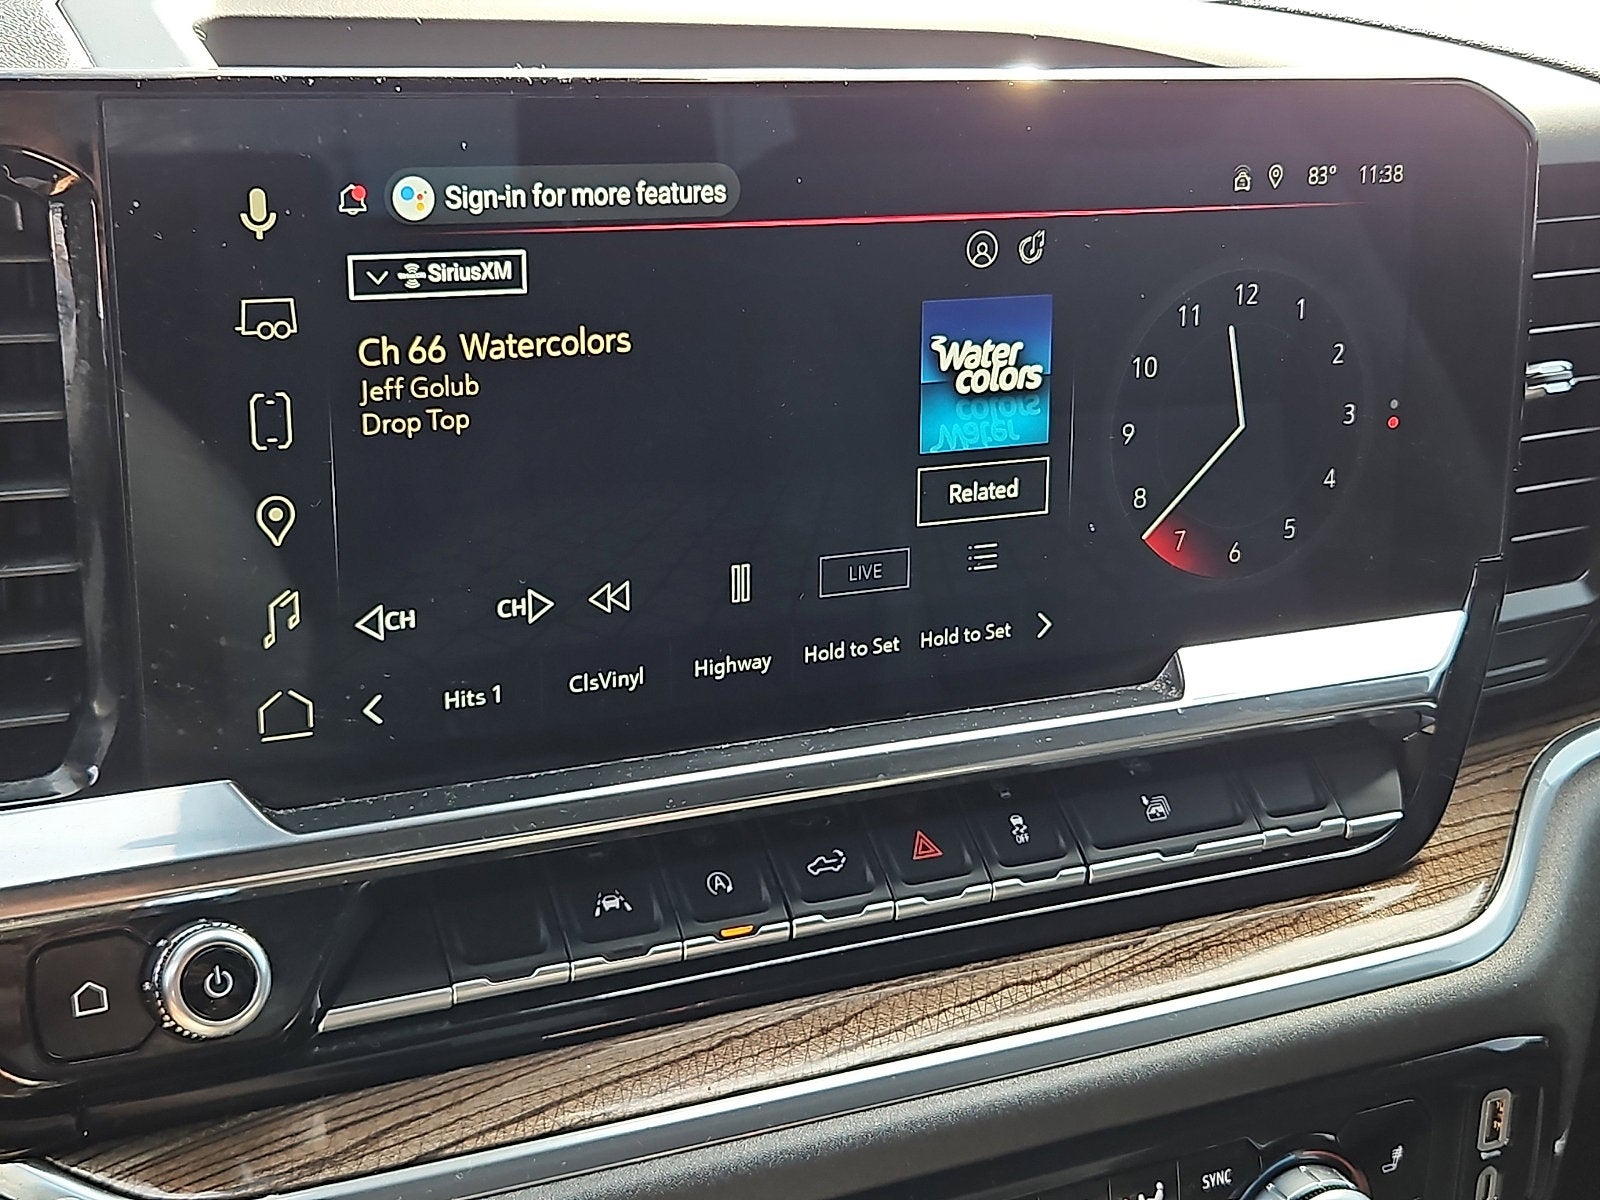 Sign-in for more features
83° 11:38
SiriusXM
Ch 66 Watercolors
Jeff Golub
Drop Top
Water
colors
Related
12
1
2
3
4
5
6
7
8
9
10
11
CH
CH
LIVE
Hits 1
ClsVinyl
Highway
Hold to Set
Hold to Set
A
OFF
SYNC